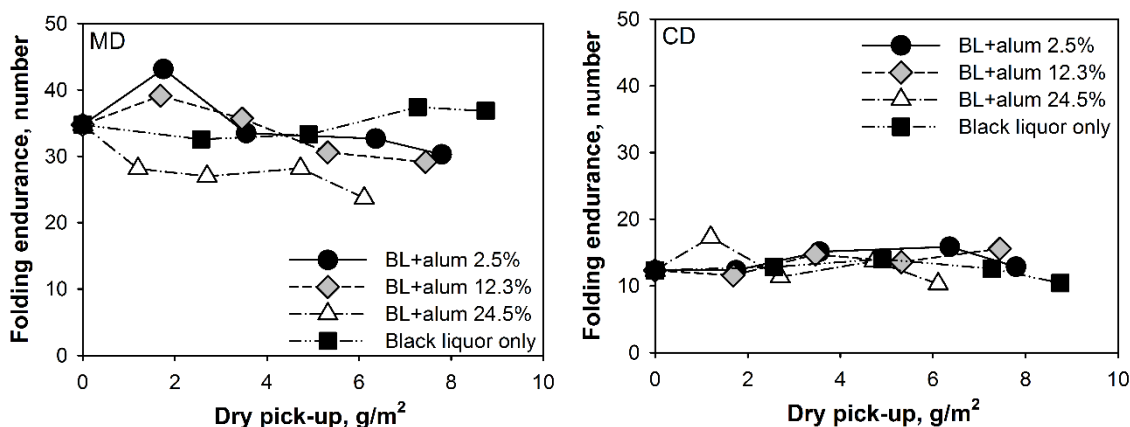 MD
Folding endurance, number
50
40
30
20
10
0
BL+alum 2.5%
BL+alum 12.3%
BL+alum 24.5%
Black liquor only
0 2 4 6 8 10
Dry pick-up, g/m²
CD
Folding endurance, number
50
40
30
20
10
0
BL+alum 2.5%
BL+alum 12.3%
BL+alum 24.5%
Black liquor only
0 2 4 6 8 10
Dry pick-up, g/m²